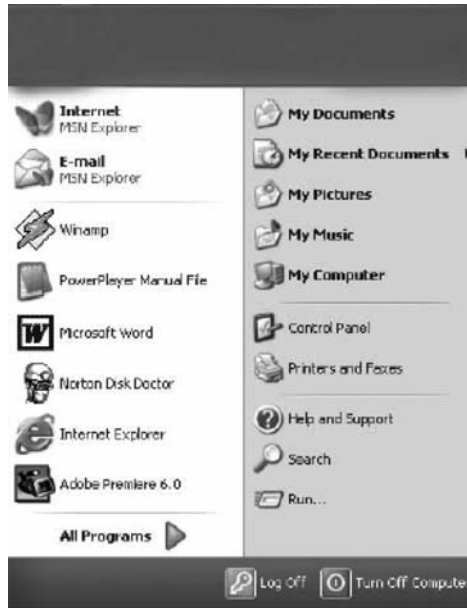 Internet
MSN Explorer
E-mail
MSN Explorer
Winamp
PowerPlayer Manual File
Microsoft Word
Norton Disk Doctor
Internet Explorer
Adobe Premiere 6.0
All Programs
My Documents
My Recent Documents
My Pictures
My Music
My Computer
Control Panel
Printers and Faxes
Help and Support
Search
Run...
Log Off
Turn Off Compute